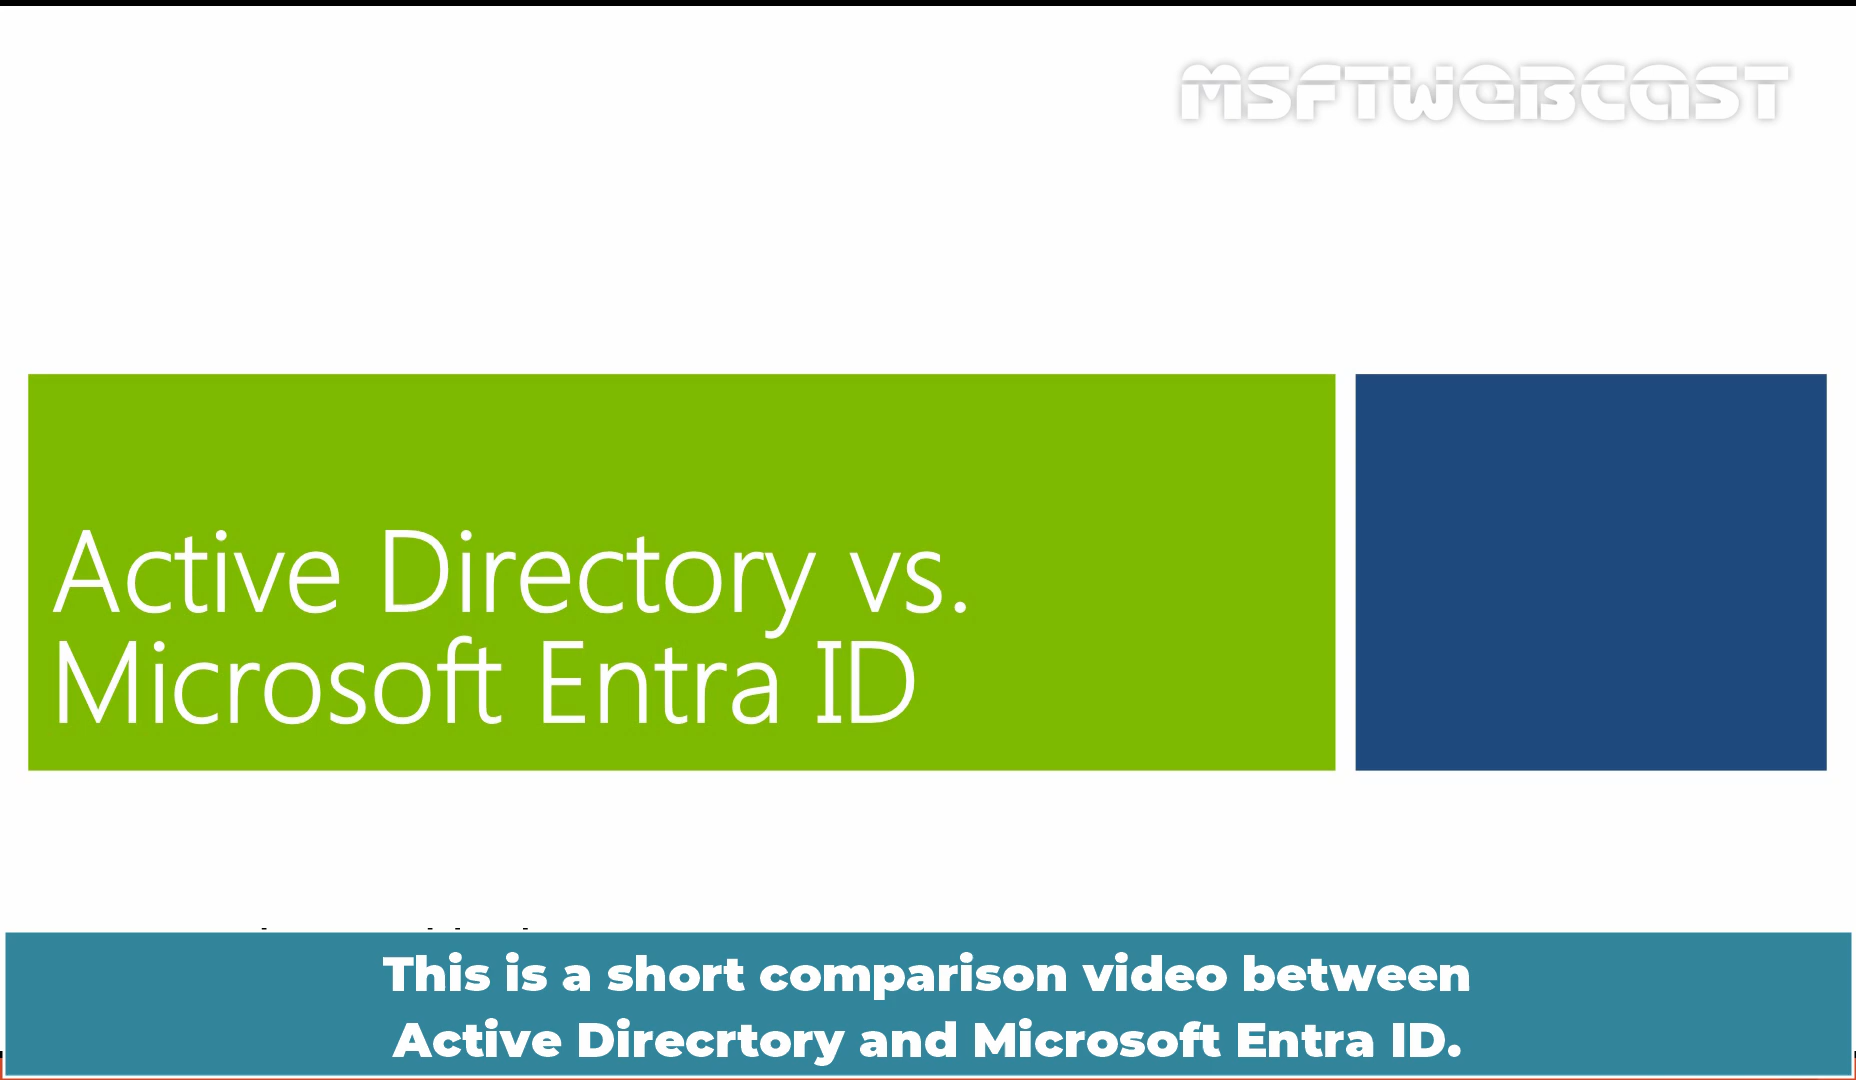 MSFTWEBCAST
Active Directory vs.
Microsoft Entra ID
This is a short comparison video between
Active Direcrtory and Microsoft Entra ID.